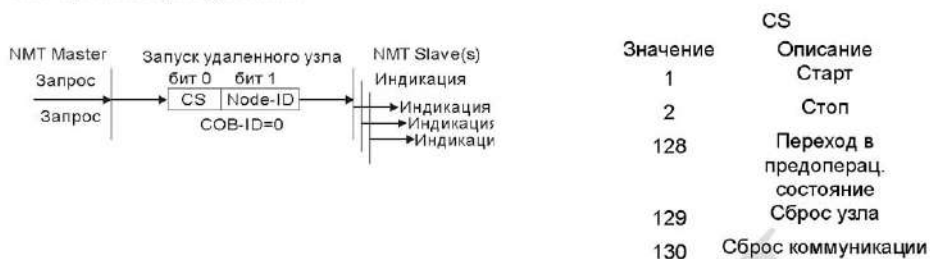 NMT Master
Запуск удаленного узла
NMT Slave(s)
Запрос
бит 0 бит 1
Индикация
CS Node-ID
Запрос
COB-ID=0
Индикация
Индикация
Индикаци
CS
Значение Описание
1 Старт
2 Стоп
128 Переход в
предоперац.
состояние
129 Сброс узла
130 Сброс коммуникации